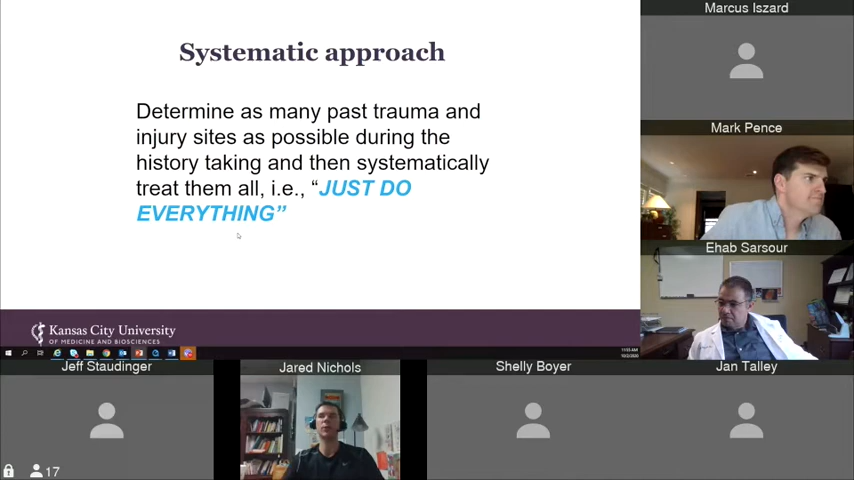 Systematic approach
Determine as many past trauma and
injury sites as possible during the
history taking and then systematically
treat them all, i.e., “JUST DO
EVERYTHING”
Kansas City University
OF MEDICINE AND BIOSCIENCES
Marcus Iszard
Mark Pence
Ehab Sarsour
Jeff Staudinger
Jared Nichols
Shelly Boyer
Jan Talley
17